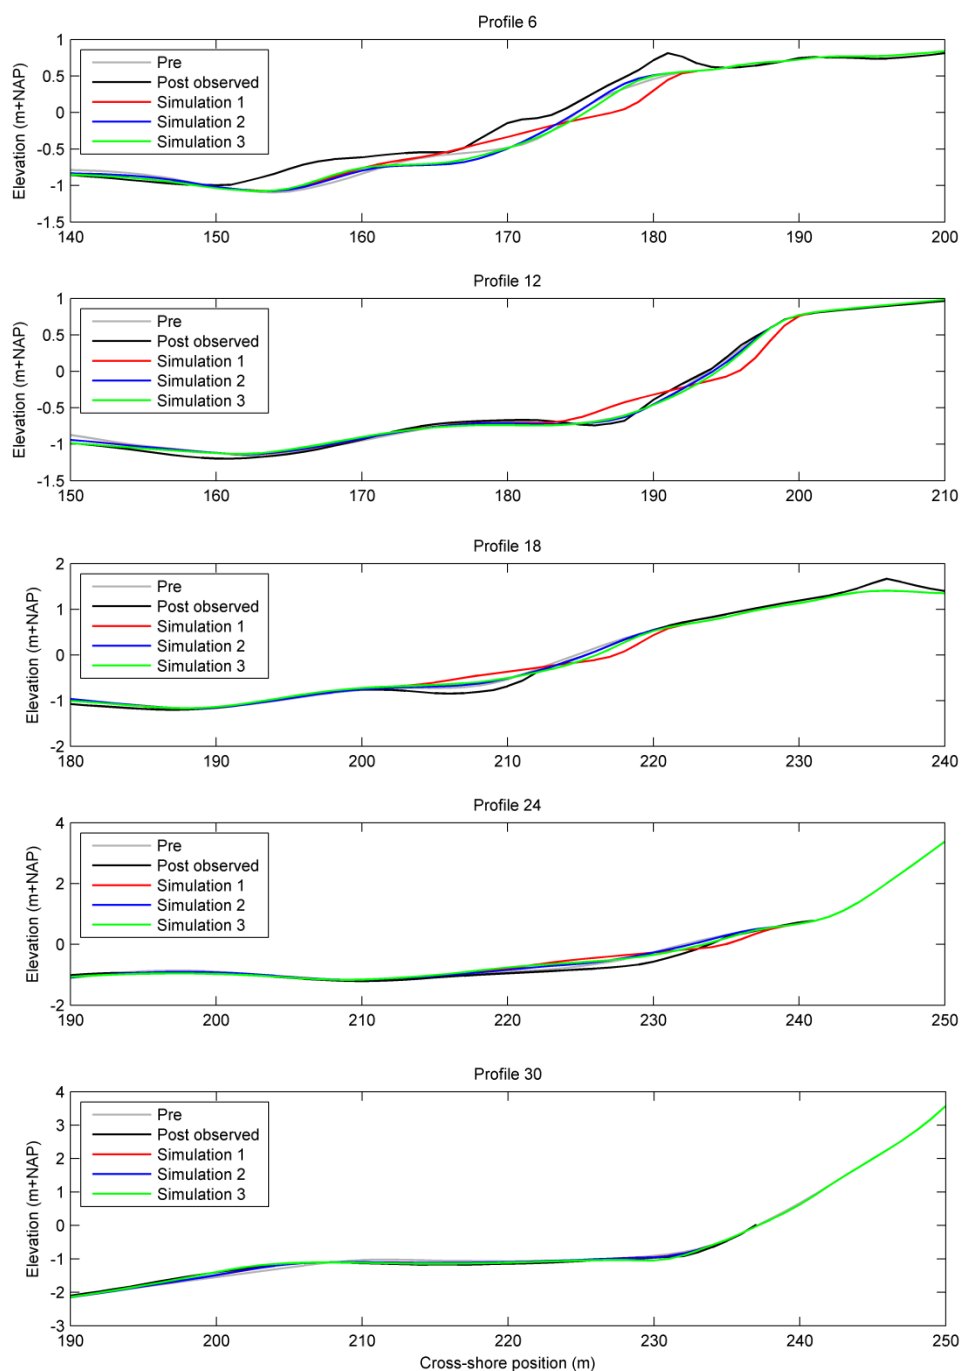 Profile 6
Elevation (m+NAP)
1
0.5
0
-0.5
-1
-1.5
Pre
Post observed
Simulation 1
Simulation 2
Simulation 3
140 150 160 170 180 190 200
Profile 12
Elevation (m+NAP)
1
0.5
0
-0.5
-1
-1.5
Pre
Post observed
Simulation 1
Simulation 2
Simulation 3
150 160 170 180 190 200 210
Profile 18
Elevation (m+NAP)
2
1
0
-1
-2
Pre
Post observed
Simulation 1
Simulation 2
Simulation 3
180 190 200 210 220 230 240
Profile 24
Elevation (m+NAP)
4
2
0
-2
Pre
Post observed
Simulation 1
Simulation 2
Simulation 3
190 200 210 220 230 240 250
Profile 30
Elevation (m+NAP)
4
3
2
1
0
-1
-2
-3
Pre
Post observed
Simulation 1
Simulation 2
Simulation 3
190 200 210 220 230 240 250
Cross-shore position (m)